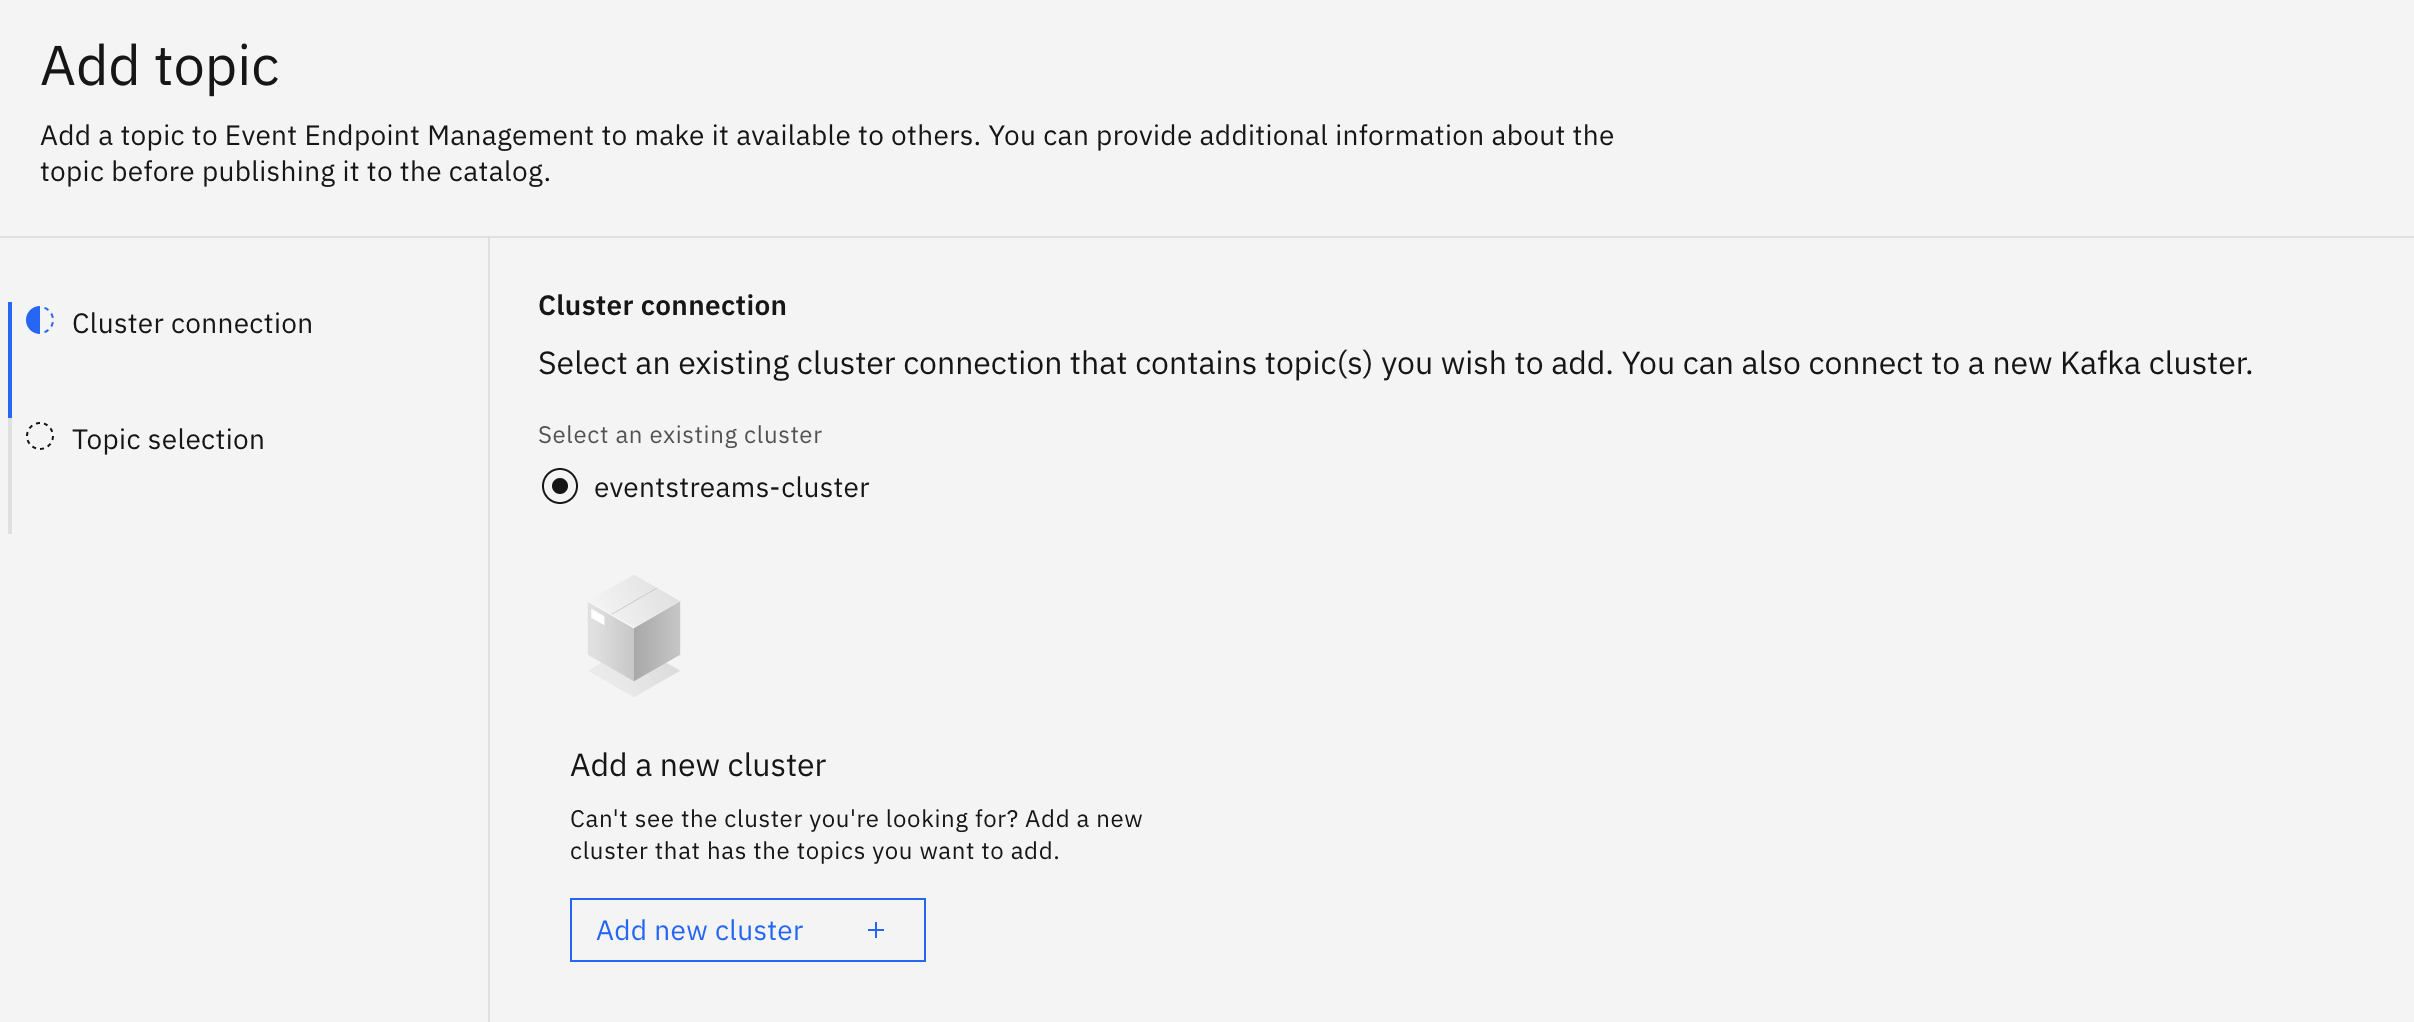 Add topic
Add a topic to Event Endpoint Management to make it available to others. You can provide additional information about the
topic before publishing it to the catalog.
Cluster connection
Topic selection
Cluster connection
Select an existing cluster connection that contains topic(s) you wish to add. You can also connect to a new Kafka cluster.
Select an existing cluster
eventstreams-cluster
Add a new cluster
Can't see the cluster you're looking for? Add a new
cluster that has the topics you want to add.
Add new cluster +